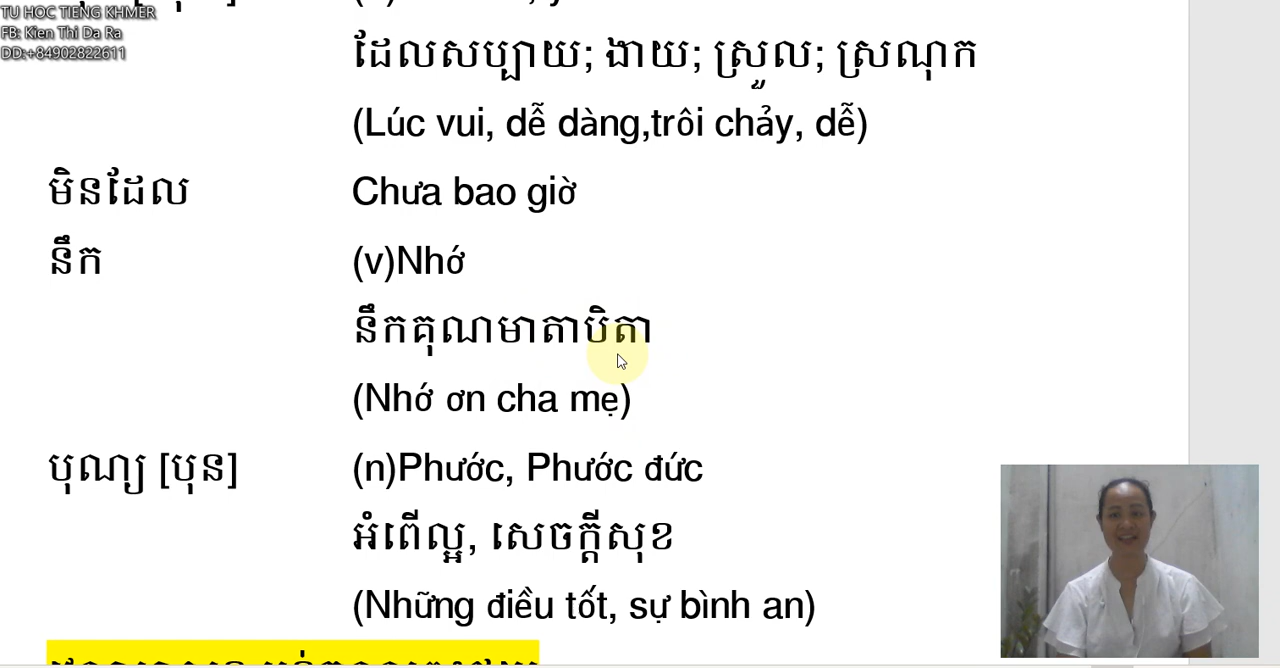 TU HOC TIENG KHMER
FB: Kien Thi Da Ra
DD:+84902822611
ដែលសប្បាយ; ងាយ; ស្រួល; ស្រណុក
(Lúc vui, dễ dàng,trôi chảy, dễ)
មិនដែល Chưa bao giờ
នឹក (v)Nhớ
នឹកគុណមាតាបិតា
(Nhớ ơn cha mẹ)
បុណ្យ [បុន] (n)Phước, Phước đức
អំពើល្អ, សេចក្ដីសុខ
(Những điều tốt, sự bình an)